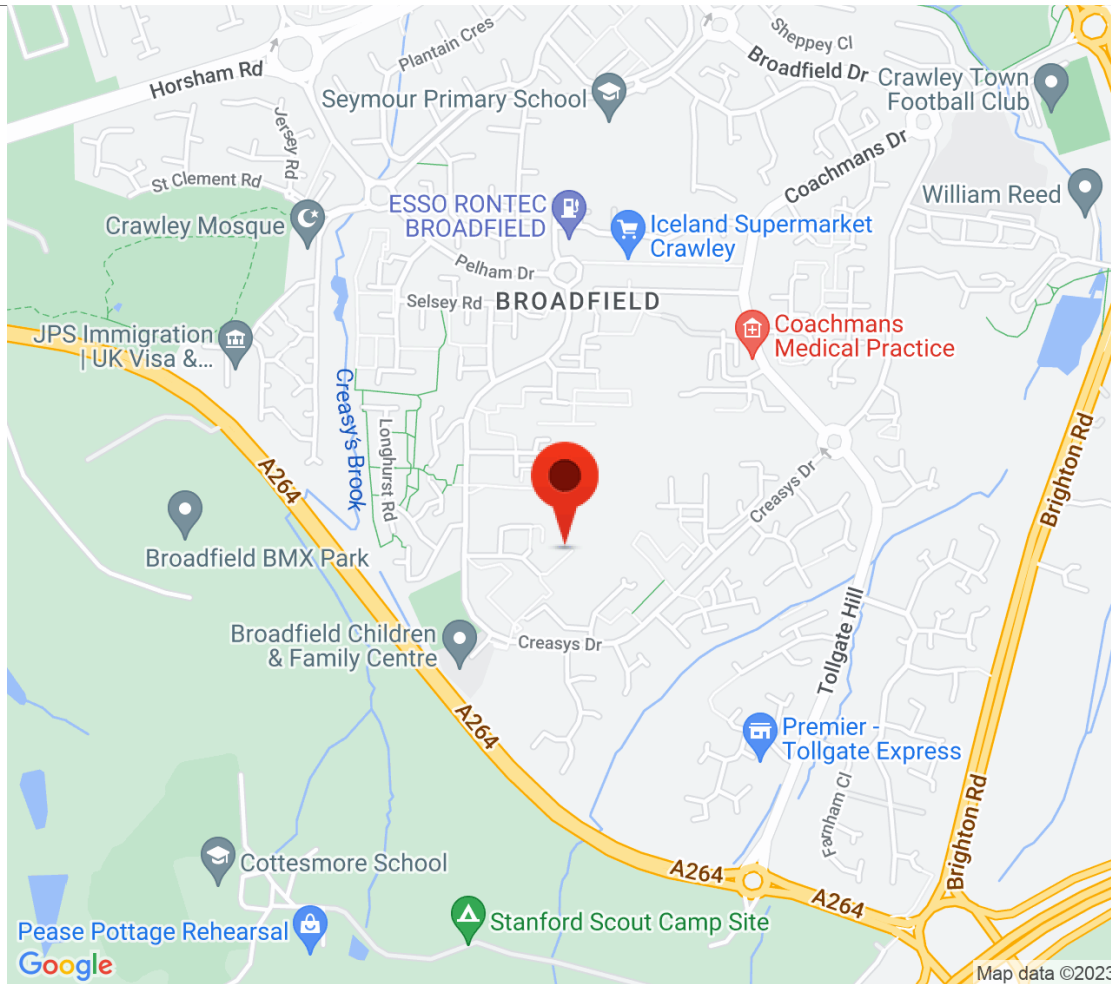 Plantain Cres
Sheppey Cl
Horsham Rd
Broadfield Dr
Seymour Primary School
Crawley Town
Football Club
Jersey Rd
Coachmans Dr
St Clement Rd
ESSO RONTEC
BROADFIELD
William Reed
Crawley Mosque
Iceland Supermarket
Crawley
Pelham Dr
Selsey Rd
BROADFIELD
JPS Immigration
| UK Visa &...
Coachmans
Medical Practice
Creasy's Brook
Longhurst Rd
A264
Creasys Dr
Brighton Rd
Broadfield BMX Park
Broadfield Children
& Family Centre
Creasys Dr
Tollgate Hill
A264
Premier -
Tollgate Express
Farnham Cl
Brighton Rd
Cottesmore School
A264
A264
Stanford Scout Camp Site
Pease Pottage Rehearsal
Google
Map data ©2023